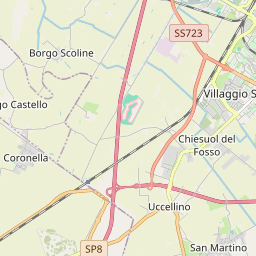 SS723
Borgo Scoline
Villaggio S
go Castello
Chiesuol del
Fosso
Coronella
Uccellino
SP8
San Martino